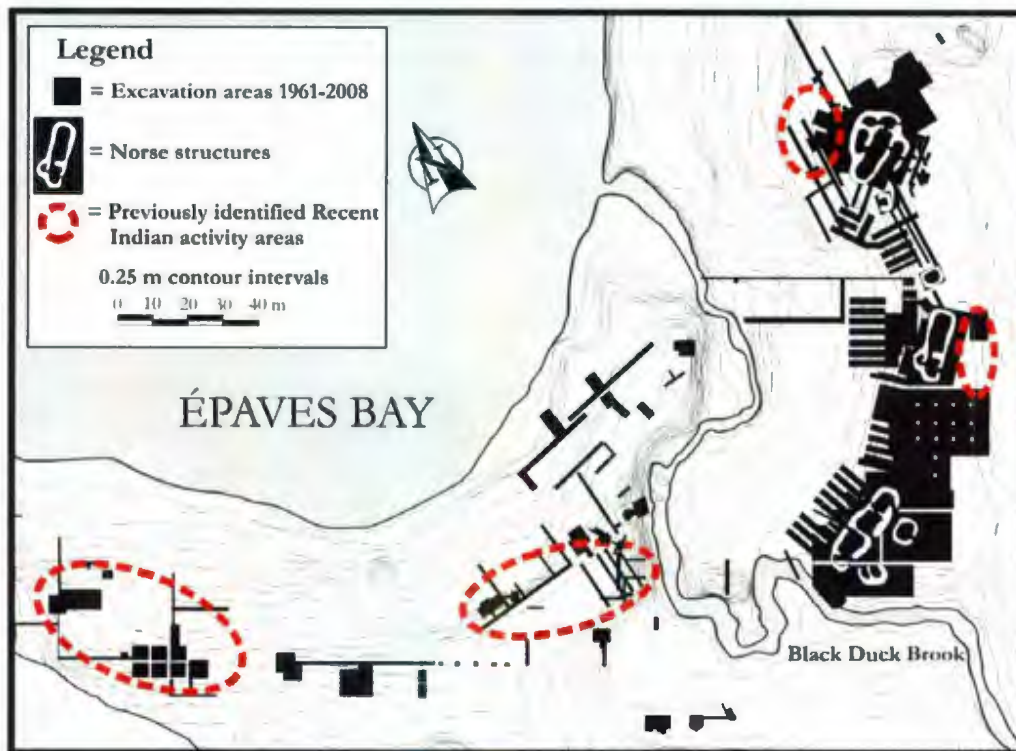 Legend
= Excavation areas 1961-2008
= Norse structures
= Previously identified Recent
Indian activity areas
0.25 m contour intervals
0 10 20 30 40 m
ÉPAVES BAY
Black Duck Brook